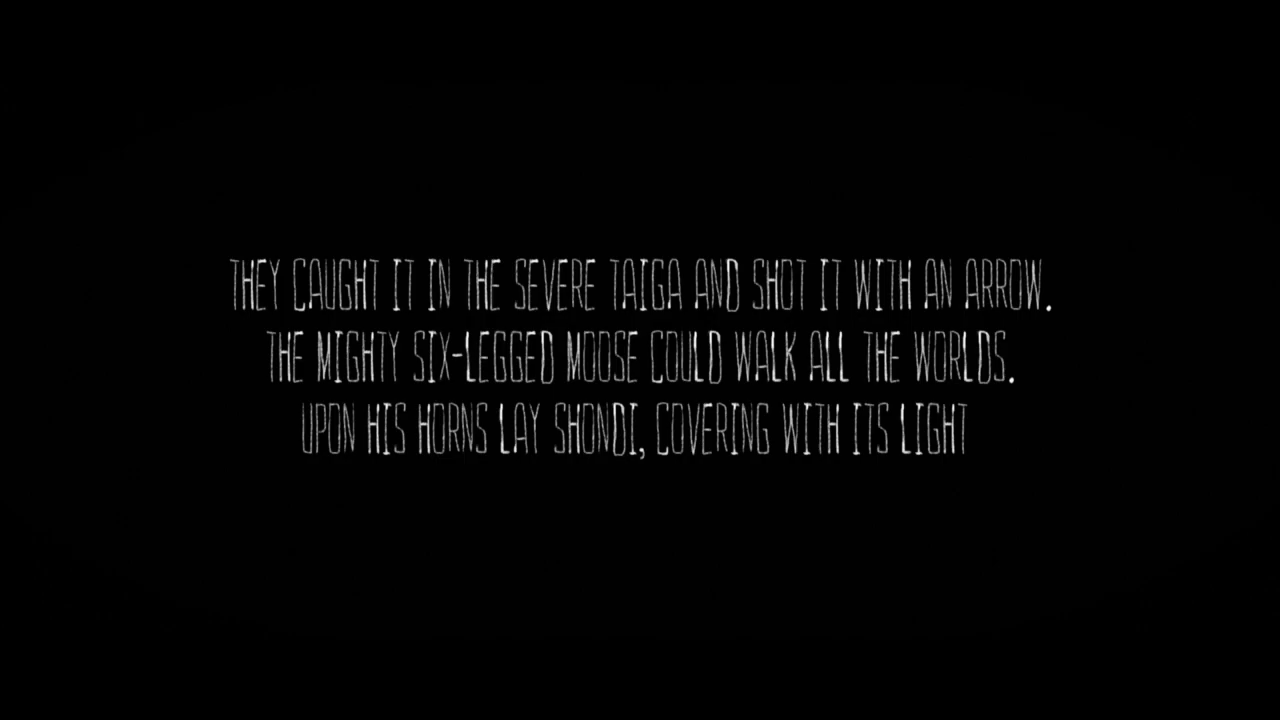 THEY CAUGHT IT IN THE SEVERE TAIGA AND SHOT IT WITH AN ARROW.
THE MIGHTY SIX-LEGGED MOOSE COULD WALK ALL THE WORLDS.
UPON HIS HORNS LAY SHONDI, COVERING WITH ITS LIGHT